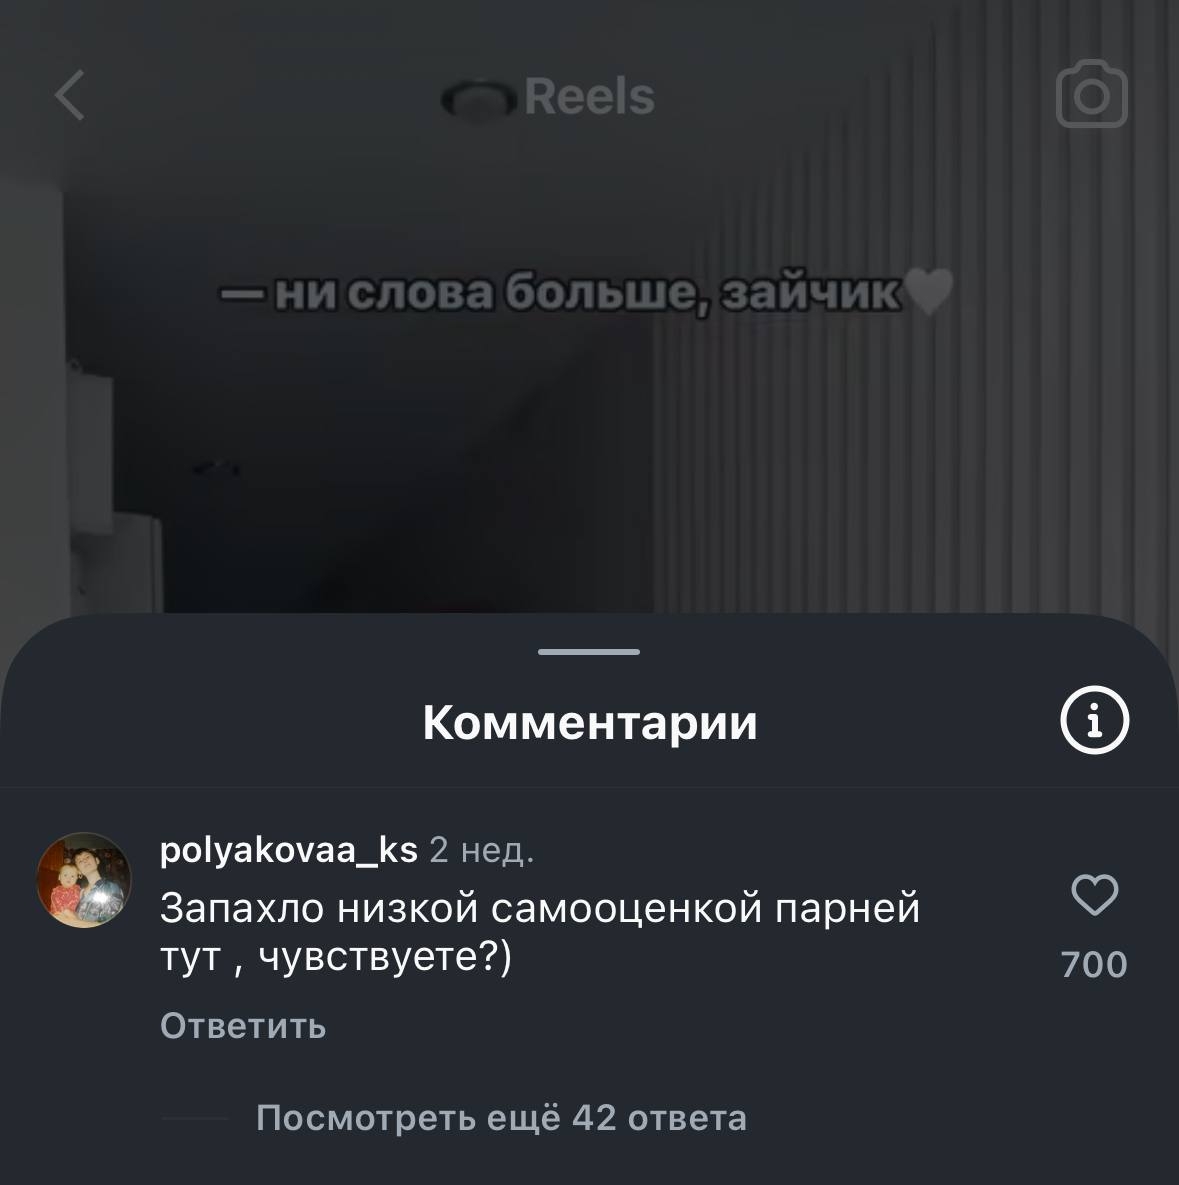 Reels
— ни слова больше, зайчик🤍
Комментарии
polyakovaa_ks 2 нед.
Запахло низкой самооценкой парней
тут , чувствуете?)
700
Ответить
Посмотреть ещё 42 ответа